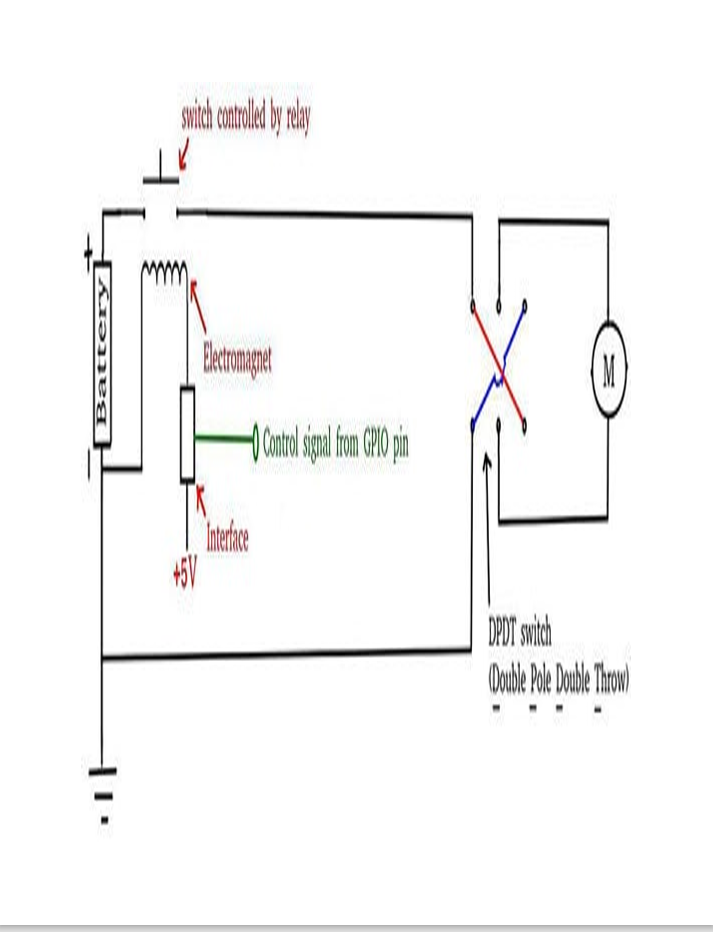 switch controlled by relay
+
Battery
-
Electromagnet
Control signal from GPIO pin
Interface
+5V
M
DPDT switch
(Double Pole Double Throw)